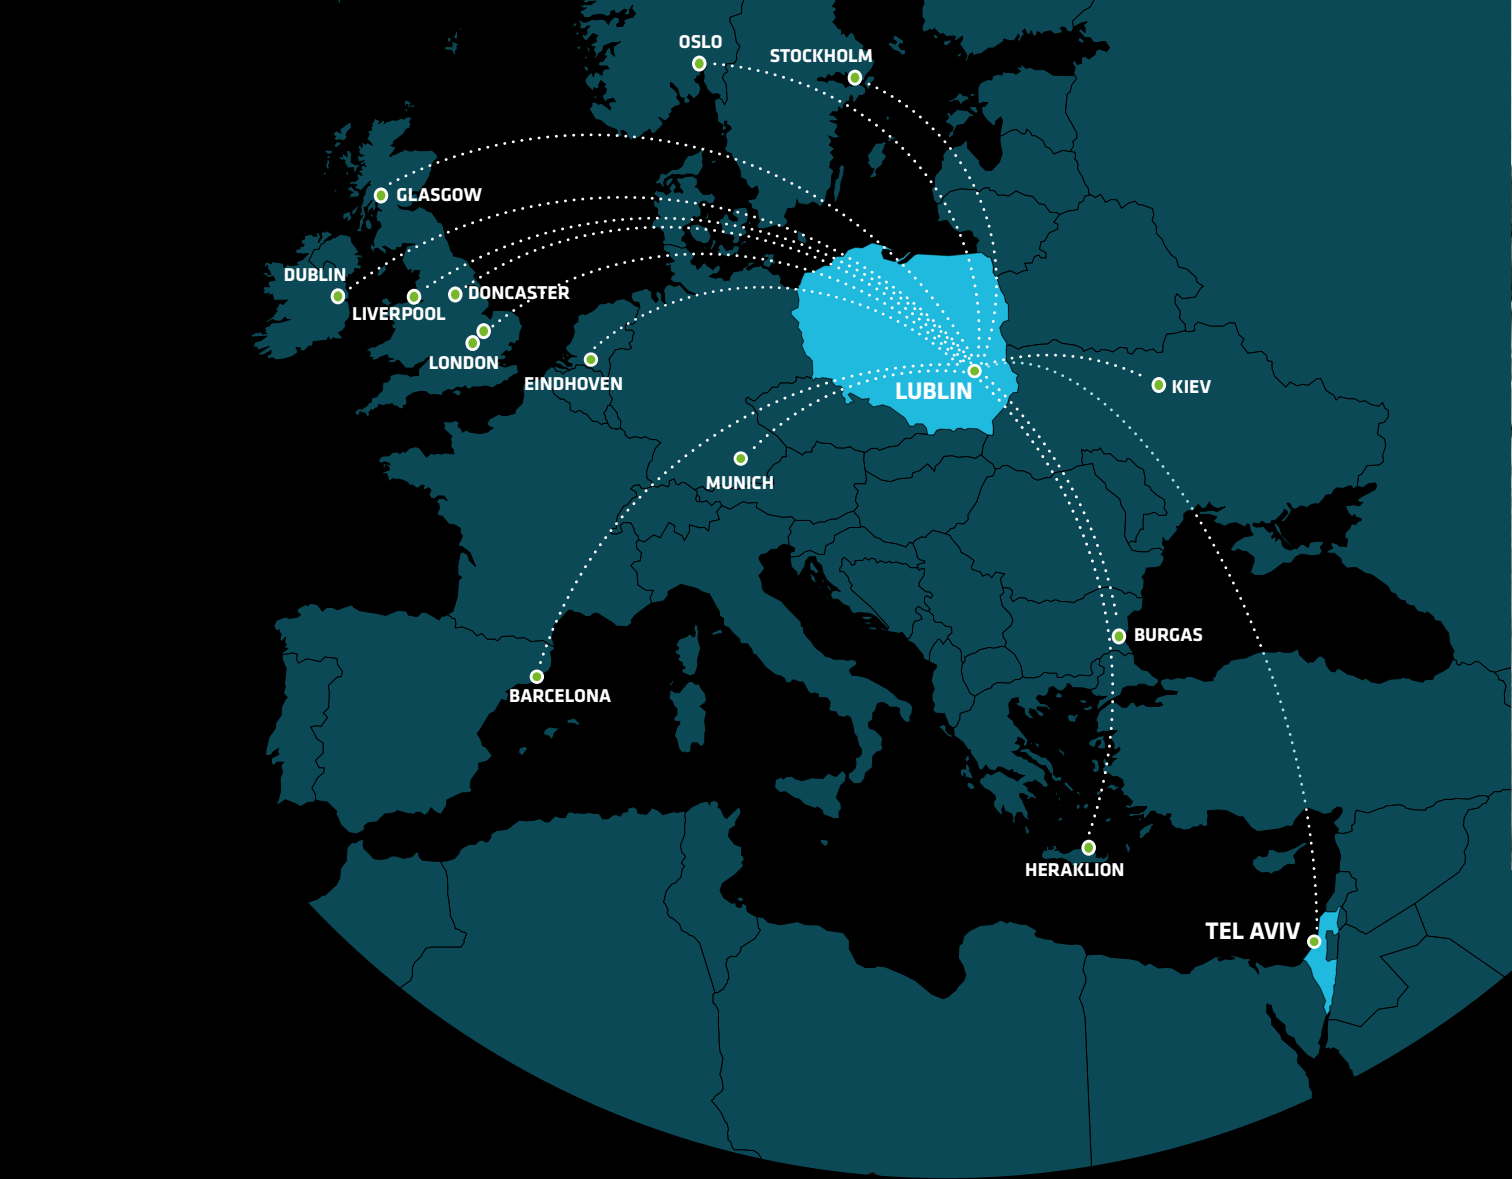 OSLO
STOCKHOLM
GLASGOW
DUBLIN
DONCASTER
LIVERPOOL
LONDON
EINDHOVEN
LUBLIN
KIEV
MUNICH
BURGAS
BARCELONA
HERAKLION
TEL AVIV